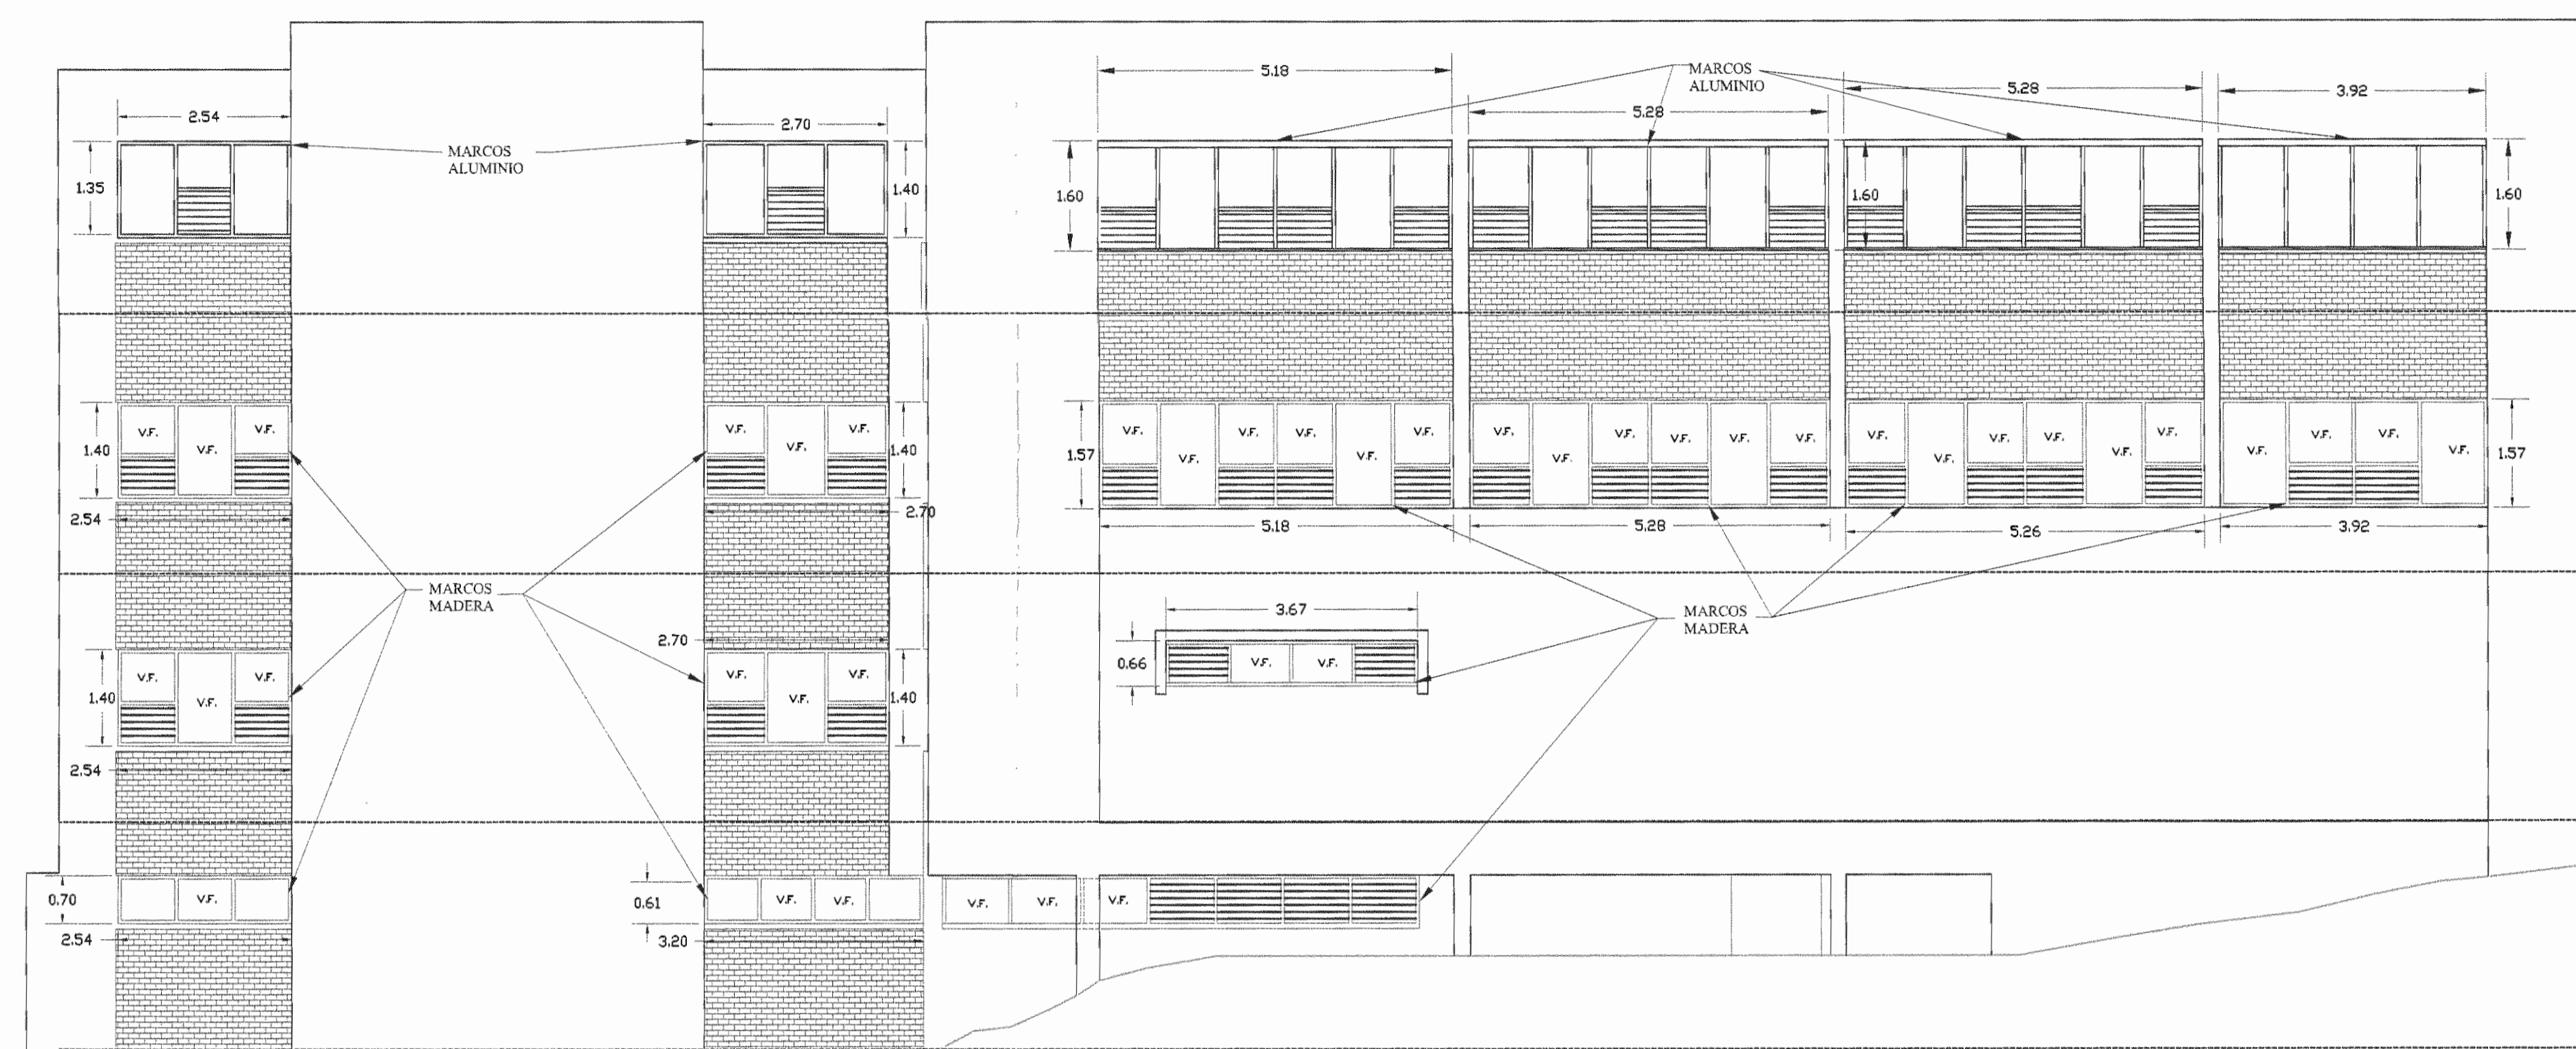 5.18
MARCOS
ALUMINIO
5.28
5.28
3.92
2.54
2.70
MARCOS
ALUMINIO
1.35
1.40
1.60
1.60
1.60
V.F. V.F. V.F.
1.40
V.F. V.F. V.F.
1.40
V.F. V.F. V.F. V.F. V.F. V.F.
1.57
V.F. V.F. V.F. V.F. V.F. V.F.
V.F. V.F. V.F. V.F. V.F. V.F.
V.F. V.F. V.F. V.F.
1.57
2.54
2.70
5.18
5.28
5.26
3.92
MARCOS
MADERA
3.67
MARCOS
MADERA
2.70
0.66
V.F. V.F.
V.F. V.F. V.F.
1.40
V.F. V.F. V.F.
1.40
2.54
0.70
V.F.
0.61
V.F. V.F.
V.F. V.F. V.F.
2.54
3.20